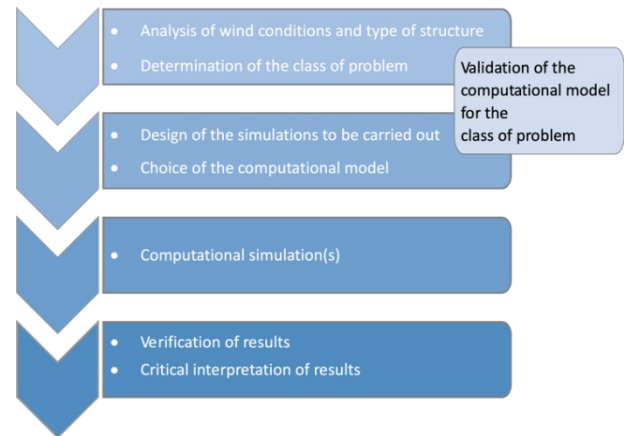 • Analysis of wind conditions and type of structure
• Determination of the class of problem
Validation of the
computational model
for the
class of problem
• Design of the simulations to be carried out
• Choice of the computational model
• Computational simulation(s)
• Verification of results
• Critical interpretation of results